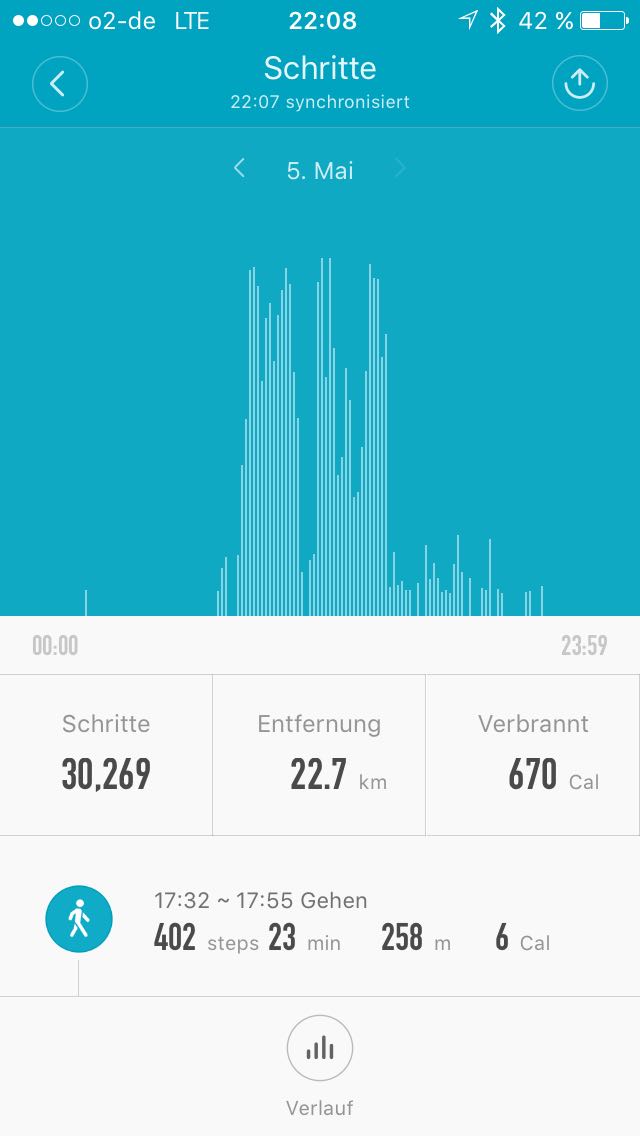 o2-de LTE 22:08 42 %
Schritte
22:07 synchronisiert
5. Mai
00:00 23:59
Schritte Entfernung Verbrannt
30,269 22.7 km 670 Cal
17:32 ~ 17:55 Gehen
402 steps 23 min 258 m 6 Cal
Verlauf